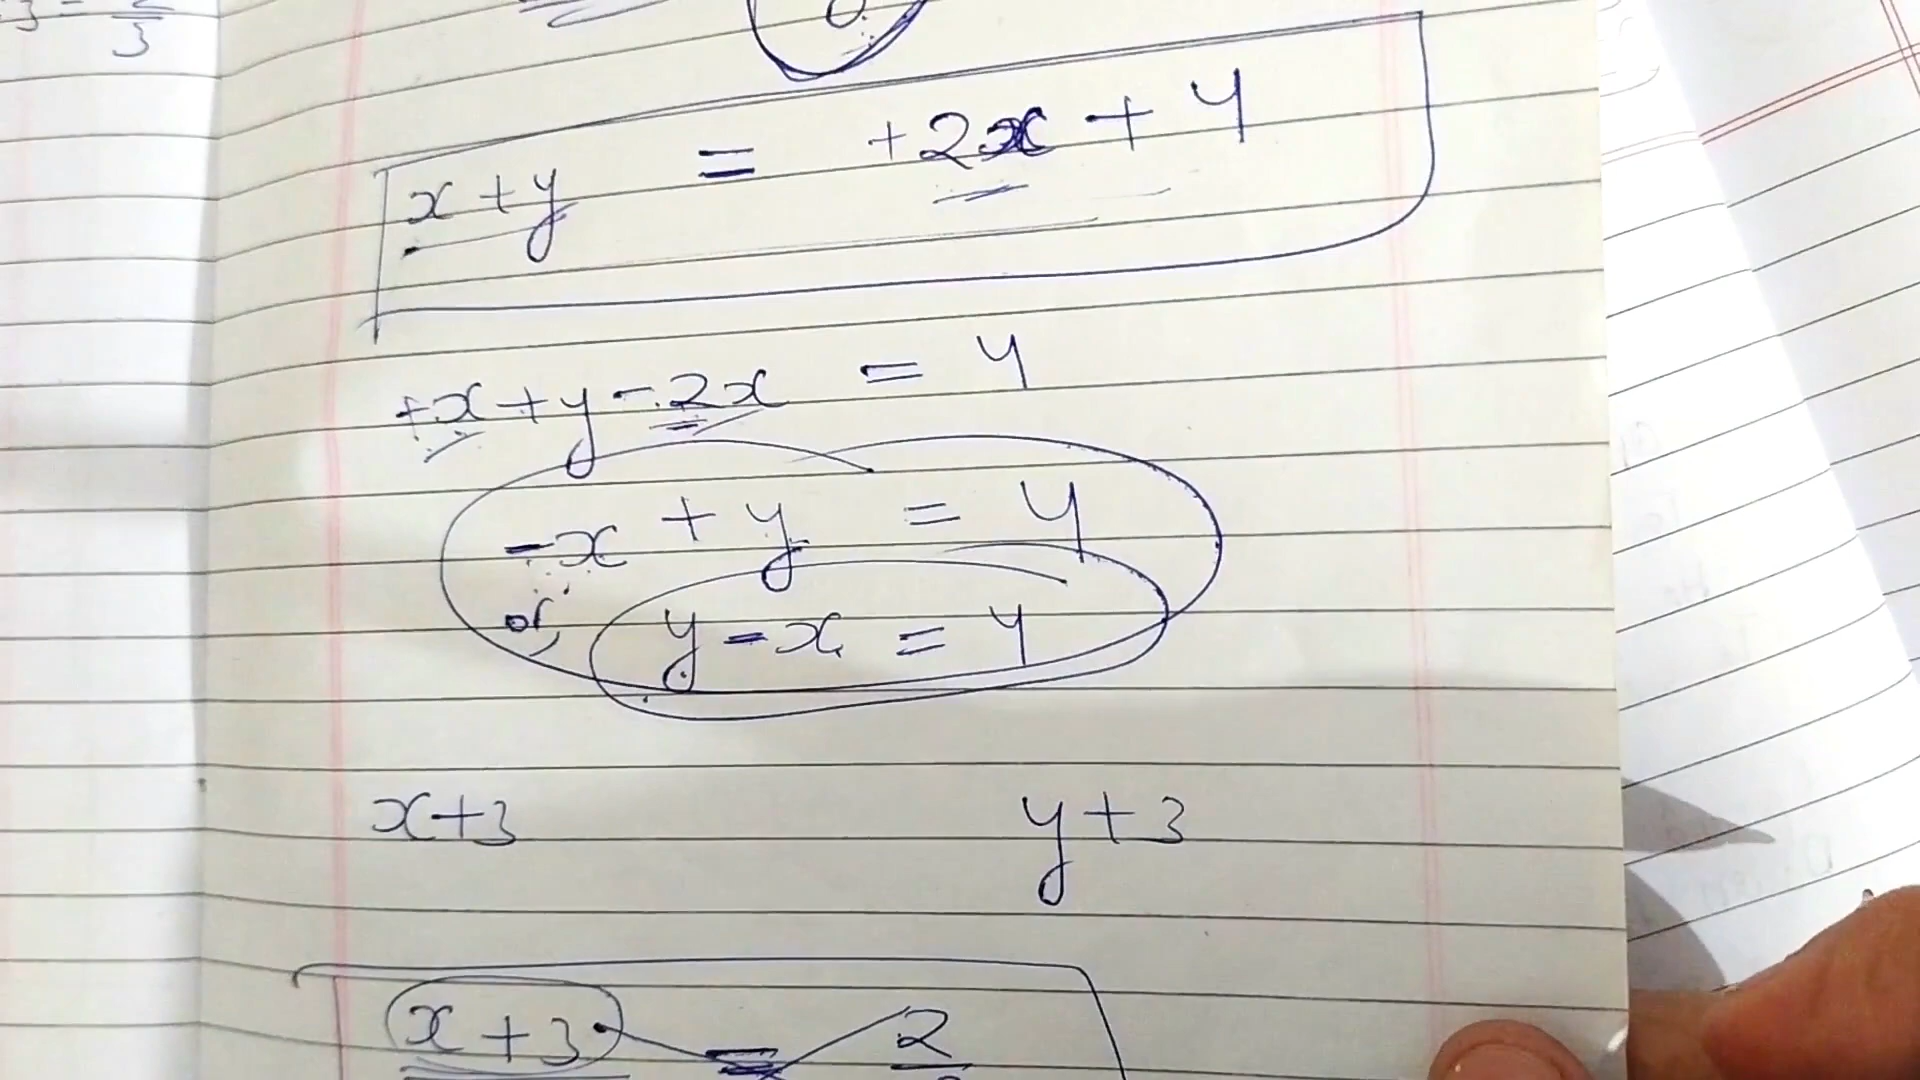 x + y = +2x + 4
+x + y - 2x = 4
-x + y = 4
or, y - x = 4
x+3 y+3
x + 3 = 2